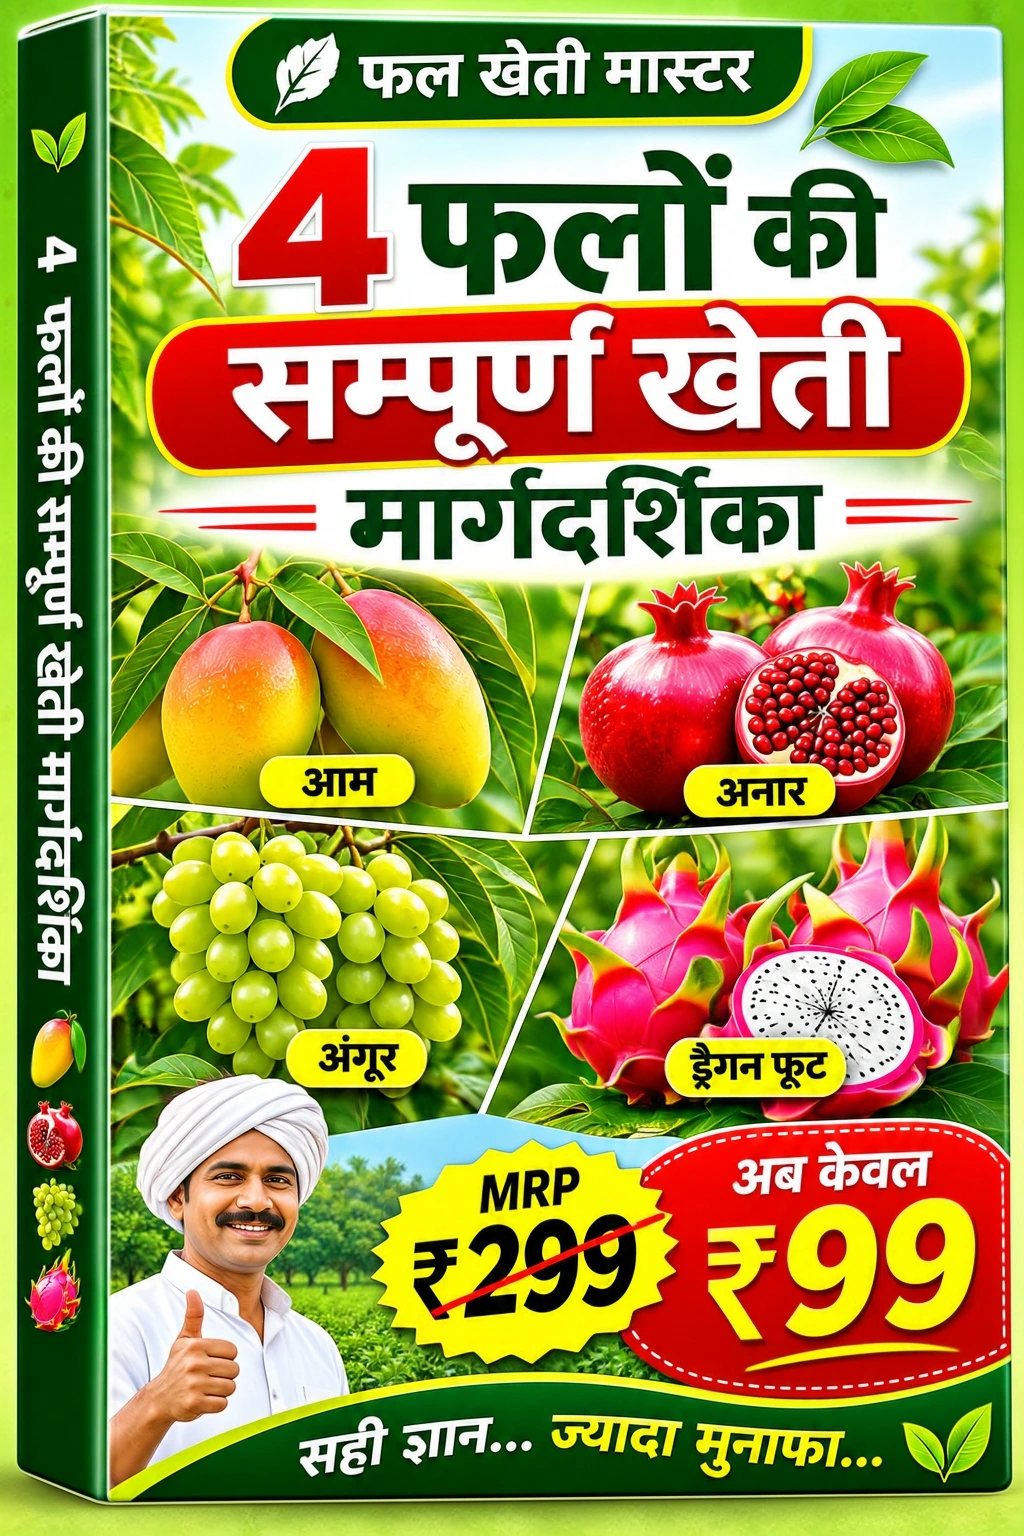 फल खेती मास्टर
4 फलों की
सम्पूर्ण खेती
मार्गदर्शिका
आम
अनार
अंगूर
ड्रैगन फ्रूट
MRP
₹299
अब केवल
₹99
सही ज्ञान... ज्यादा मुनाफा...
4 फलों की सम्पूर्ण खेती मार्गदर्शिका